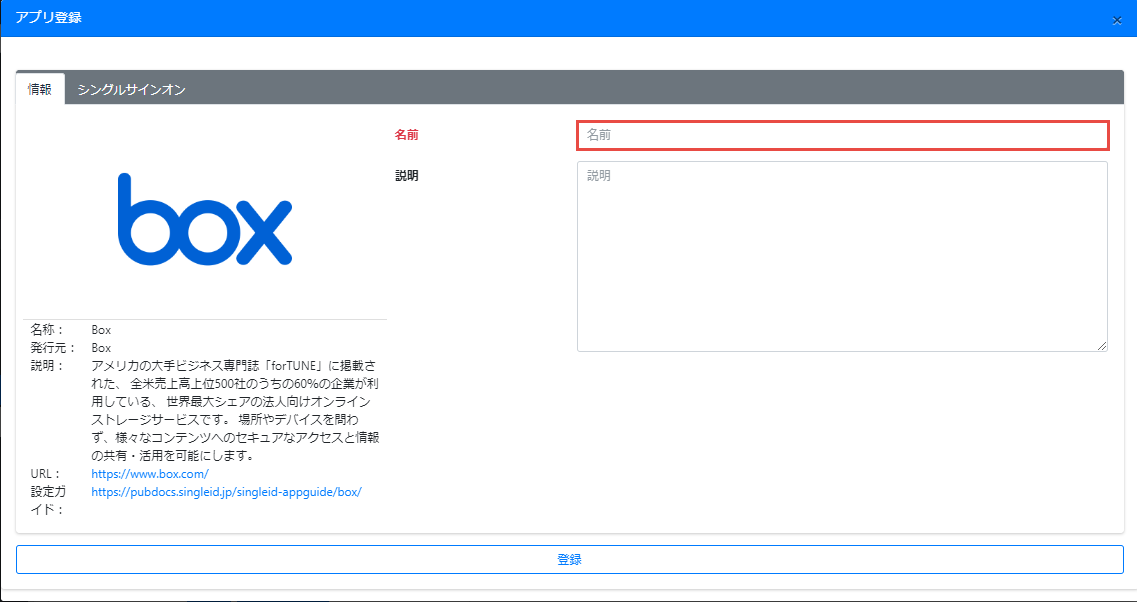 アプリ登録
×
情報 シングルサインオン
名前 名前
説明 説明
box
名称： Box
発行元： Box
説明： アメリカの大手ビジネス専門誌「forTUNE」に掲載さ
れた、 全米売上高上位500社のうちの60%の企業が利
用している、 世界最大シェアの法人向けオンライン
ストレージサービスです。 場所やデバイスを問わ
ず、様々なコンテンツへのセキュアなアクセスと情報
の共有・活用を可能にします。
URL： https://www.box.com/
設定ガ https://pubdocs.singleid.jp/singleid-appguide/box/
イド：
登録